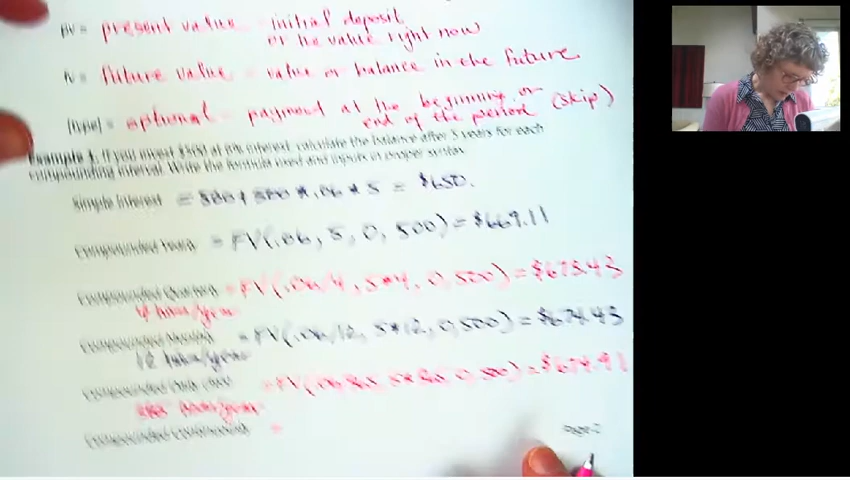 pv = present value - initial deposit
or the value right now
fv = future value - value or balance in the future
[type] = optional - payment at the beginning or (skip)
end of the period
Example 1. If you invest $500 at 6% interest, calculate the balance after 5 years for each
compounding interval. Write the formula used and inputs in proper syntax.
Simple Interest = 500 + 500 * .06 * 5 = $650.
Compounded Yearly = FV(.06, 5, 0, 500) = $669.11
Compounded Quarterly = FV(.06/4, 5*4, 0, 500) = $673.43
4 times/year
Compounded Monthly = FV(.06/12, 5*12, 0, 500) = $674.43
12 times/year
Compounded Daily = FV(.06/365, 5*365, 0, 500) = $674.91
365 times/year
Compounded Continuously =
Page 2